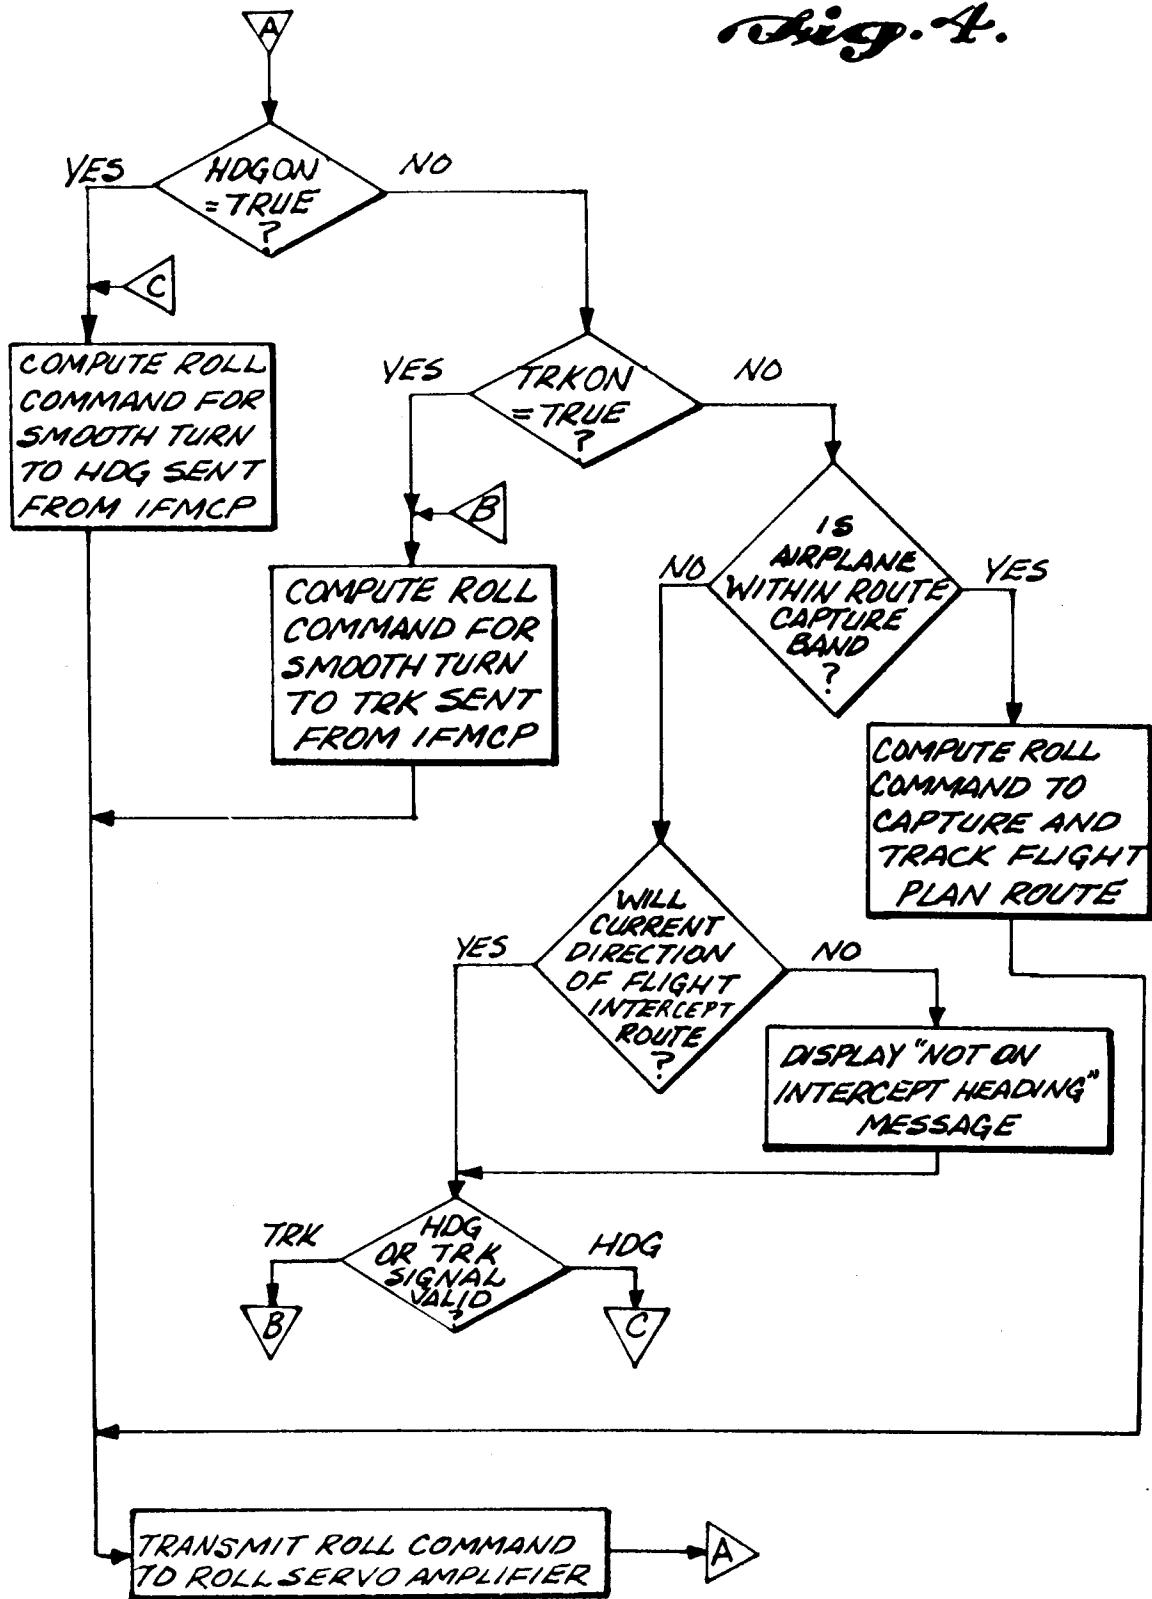 Fig. 4.
A
HDGON
= TRUE
?
YES
NO
C
COMPUTE ROLL
COMMAND FOR
SMOOTH TURN
TO HDG SENT
FROM IFMCP
TRKON
= TRUE
?
YES
NO
B
COMPUTE ROLL
COMMAND FOR
SMOOTH TURN
TO TRK SENT
FROM IFMCP
IS
AIRPLANE
WITHIN ROUTE
CAPTURE
BAND
?
NO
YES
COMPUTE ROLL
COMMAND TO
CAPTURE AND
TRACK FLIGHT
PLAN ROUTE
WILL
CURRENT
DIRECTION
OF FLIGHT
INTERCEPT
ROUTE
?
YES
NO
DISPLAY "NOT ON
INTERCEPT HEADING"
MESSAGE
HDG
OR TRK
SIGNAL
VALID
?
TRK
HDG
B
C
TRANSMIT ROLL COMMAND
TO ROLL SERVO AMPLIFIER
A